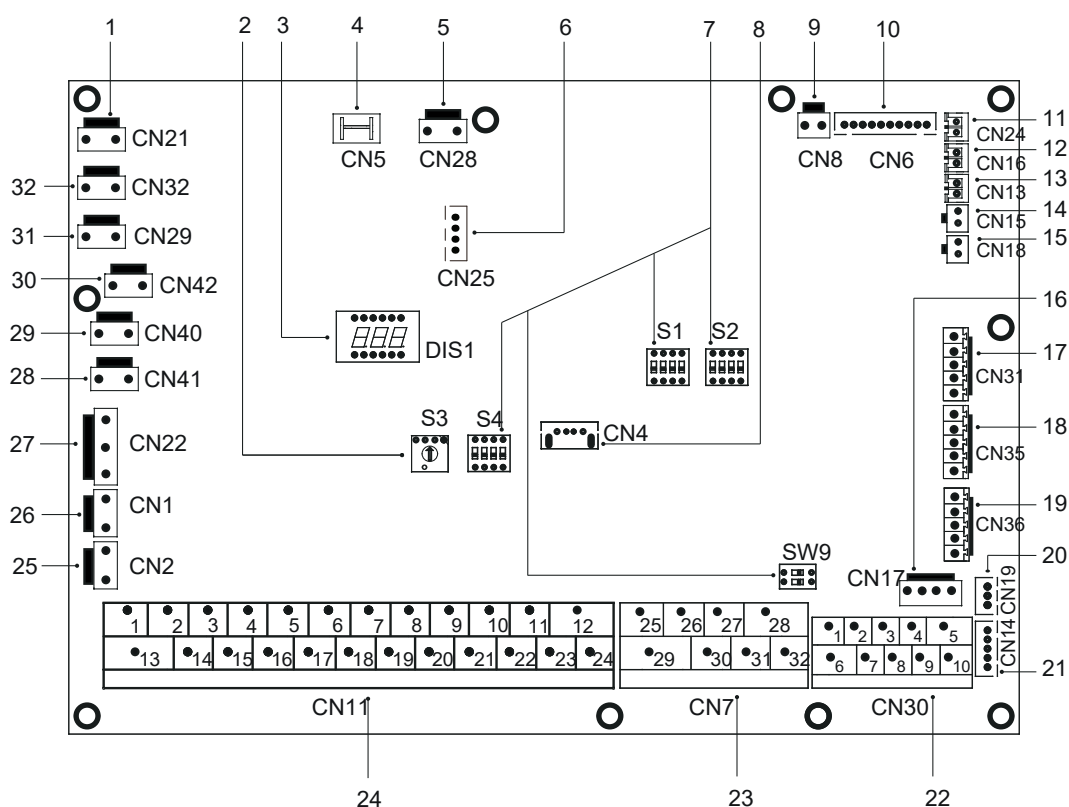 1 2 3 4 5 6 7 8 9 10
CN21
CN5
CN28
CN8
CN6
11
CN24
12
CN16
13
CN13
14
CN15
15
CN18
32
CN32
31
CN29
30
CN42
CN25
16
29
CN40
DIS1
S1
S2
17
CN31
28
CN41
27
CN22
S3
S4
CN4
18
CN35
26
CN1
19
CN36
25
CN2
SW9
CN17
20
CN19
1 2 3 4 5 6 7 8 9 10 11 12
25 26 27 28
1 2 3 4 5
13 14 15 16 17 18 19 20 21 22 23 24
29 30 31 32
6 7 8 9 10
CN14
21
CN11
CN7
CN30
24
23
22